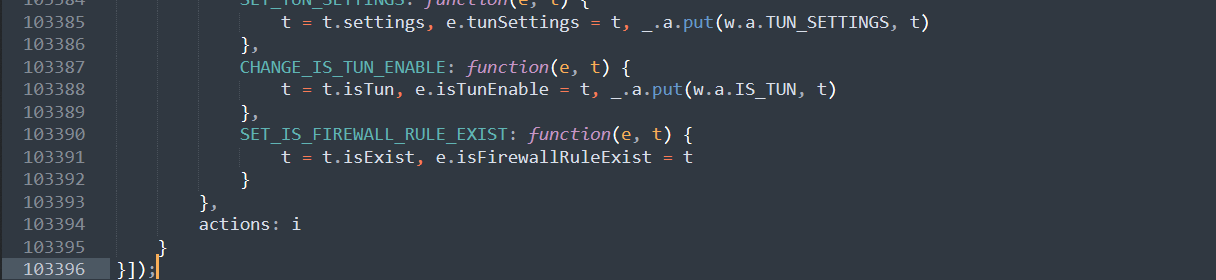 103384 SET_TUN_SETTINGS: function(e, t) {
103385 t = t.settings, e.tunSettings = t, _.a.put(w.a.TUN_SETTINGS, t)
103386 },
103387 CHANGE_IS_TUN_ENABLE: function(e, t) {
103388 t = t.isTun, e.isTunEnable = t, _.a.put(w.a.IS_TUN, t)
103389 },
103390 SET_IS_FIREWALL_RULE_EXIST: function(e, t) {
103391 t = t.isExist, e.isFirewallRuleExist = t
103392 }
103393 },
103394 actions: i
103395 }
103396 }]);